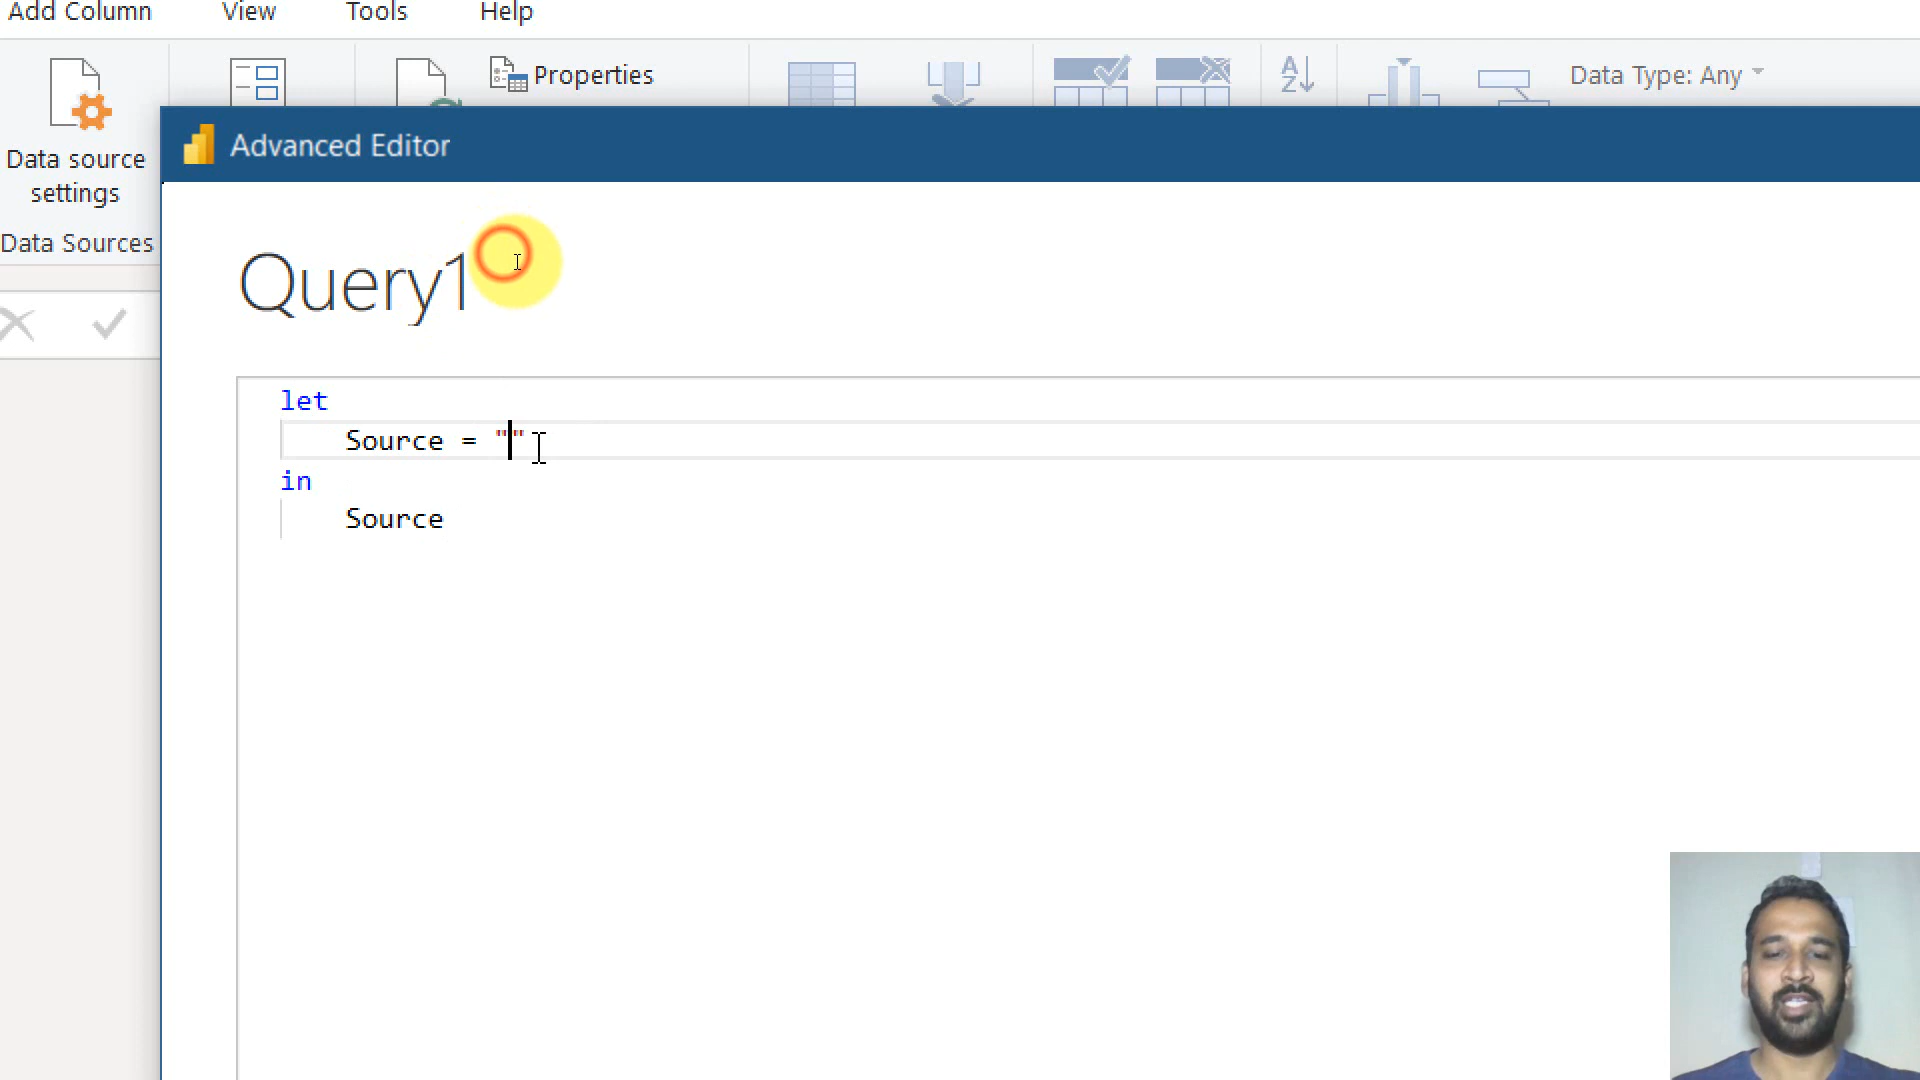 Add Column View Tools Help
Properties
Data Type: Any
Data source
settings
Data Sources
Advanced Editor
Query1
let
Source = ""
in
Source